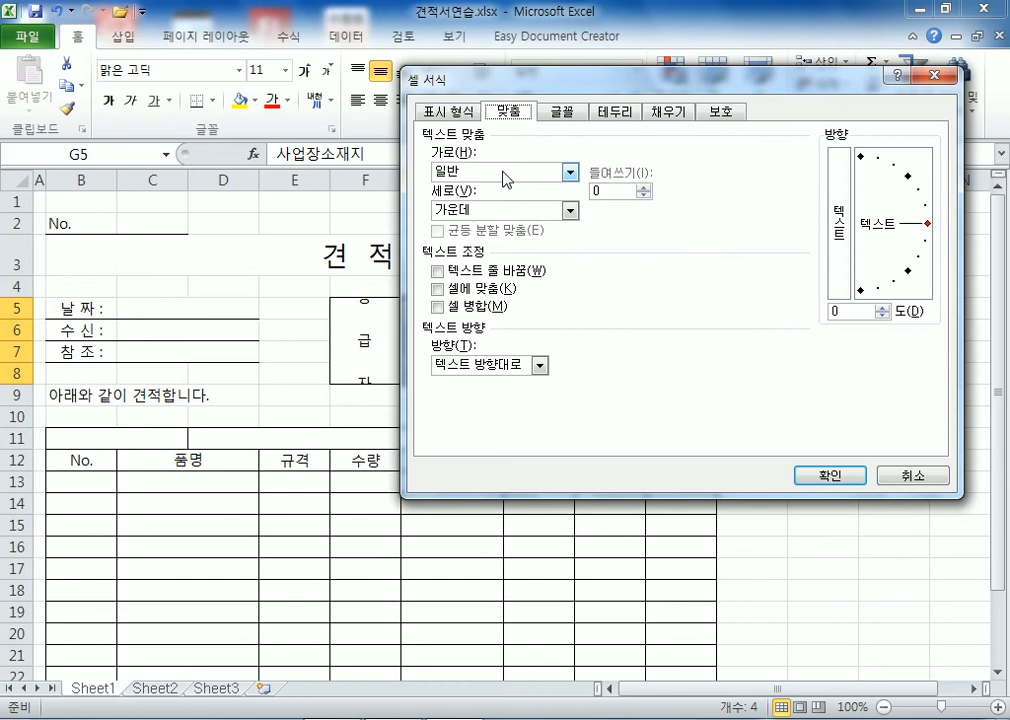 견적서연습.xlsx - Microsoft Excel
파일 홈 삽입 페이지 레이아웃 수식 데이터 검토 보기 Easy Document Creator
붙여넣기
맑은 고딕 11 가 가
가 가 가 가 내천
클립보드 글꼴
G5 fx 사업장소재지
A B C D E F N
1
2 No.
3 견 적
4
5 날 짜 :
6 수 신 :
7 참 조 : 급
8 자
9 아래와 같이 견적합니다.
10
11
12 No. 품명 규격 수량
13
14
15
16
17
18
19
20
21
22
Sheet1 Sheet2 Sheet3
준비 개수: 4 100%
셀 서식
표시 형식 맞춤 글꼴 테두리 채우기 보호
텍스트 맞춤
가로(H):
일반
들여쓰기(I):
0
세로(V):
가운데
균등 분할 맞춤(E)
텍스트 조정
텍스트 줄 바꿈(W)
셀에 맞춤(K)
셀 병합(M)
텍스트 방향
방향(T):
텍스트 방향대로
방향
텍스트
텍스트
0 도(D)
확인 취소